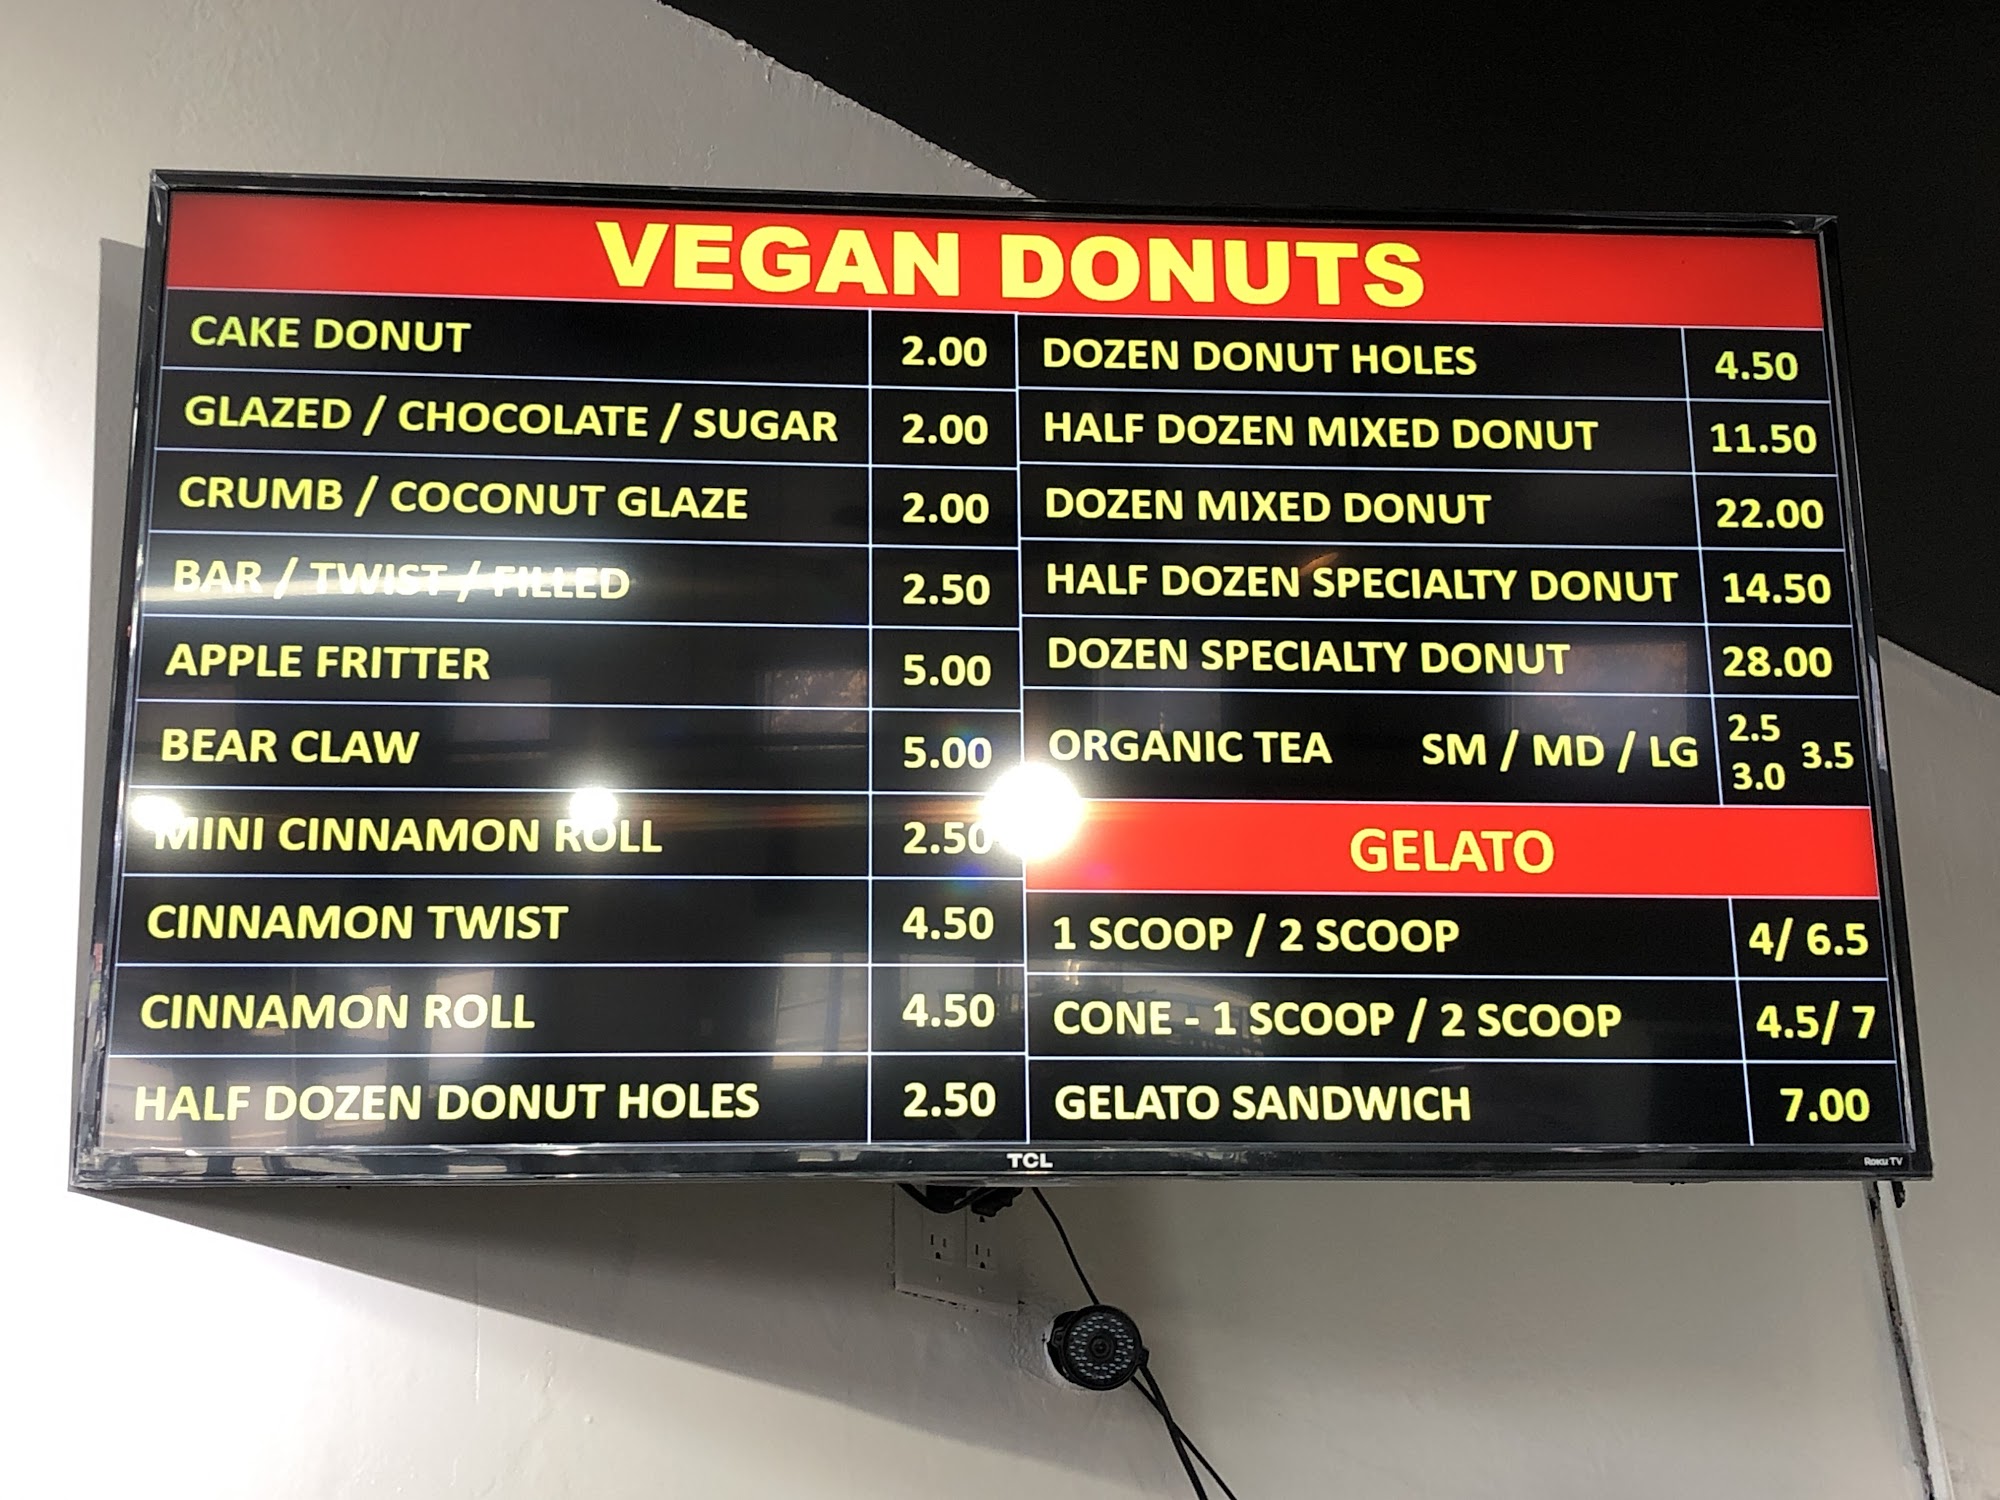 VEGAN DONUTS
CAKE DONUT 2.00
GLAZED / CHOCOLATE / SUGAR 2.00
CRUMB / COCONUT GLAZE 2.00
BAR / TWIST / FILLED 2.50
APPLE FRITTER 5.00
BEAR CLAW 5.00
MINI CINNAMON ROLL 2.50
CINNAMON TWIST 4.50
CINNAMON ROLL 4.50
HALF DOZEN DONUT HOLES 2.50
DOZEN DONUT HOLES 4.50
HALF DOZEN MIXED DONUT 11.50
DOZEN MIXED DONUT 22.00
HALF DOZEN SPECIALTY DONUT 14.50
DOZEN SPECIALTY DONUT 28.00
ORGANIC TEA SM / MD / LG 2.5 3.0 3.5
GELATO
1 SCOOP / 2 SCOOP 4/ 6.5
CONE - 1 SCOOP / 2 SCOOP 4.5/ 7
GELATO SANDWICH 7.00
TCL
Roku TV